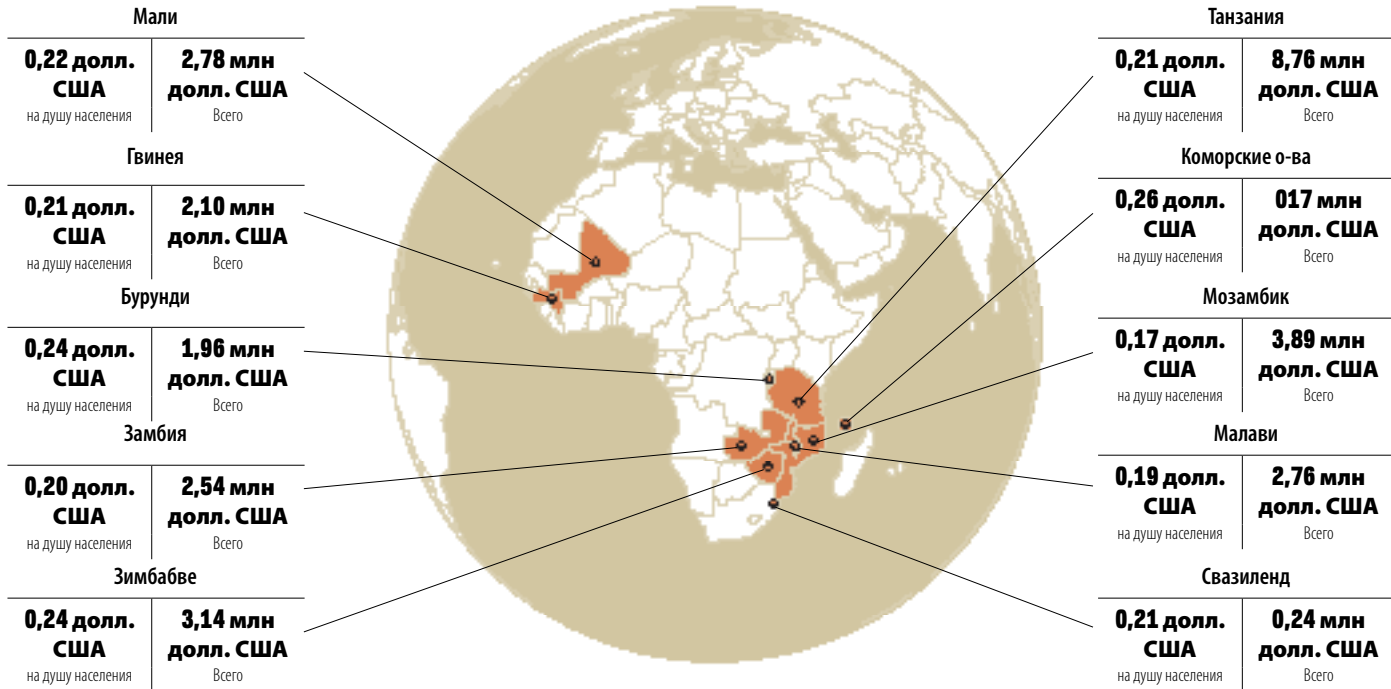 Мали
0,22 долл.
США
на душу населения
2,78 млн
долл. США
Всего
Гвинея
0,21 долл.
США
на душу населения
2,10 млн
долл. США
Всего
Бурунди
0,24 долл.
США
на душу населения
1,96 млн
долл. США
Всего
Замбия
0,20 долл.
США
на душу населения
2,54 млн
долл. США
Всего
Зимбабве
0,24 долл.
США
на душу населения
3,14 млн
долл. США
Всего
Танзания
0,21 долл.
США
на душу населения
8,76 млн
долл. США
Всего
Коморские о-ва
0,26 долл.
США
на душу населения
017 млн
долл. США
Всего
Мозамбик
0,17 долл.
США
на душу населения
3,89 млн
долл. США
Всего
Малави
0,19 долл.
США
на душу населения
2,76 млн
долл. США
Всего
Свазиленд
0,21 долл.
США
на душу населения
0,24 млн
долл. США
Всего